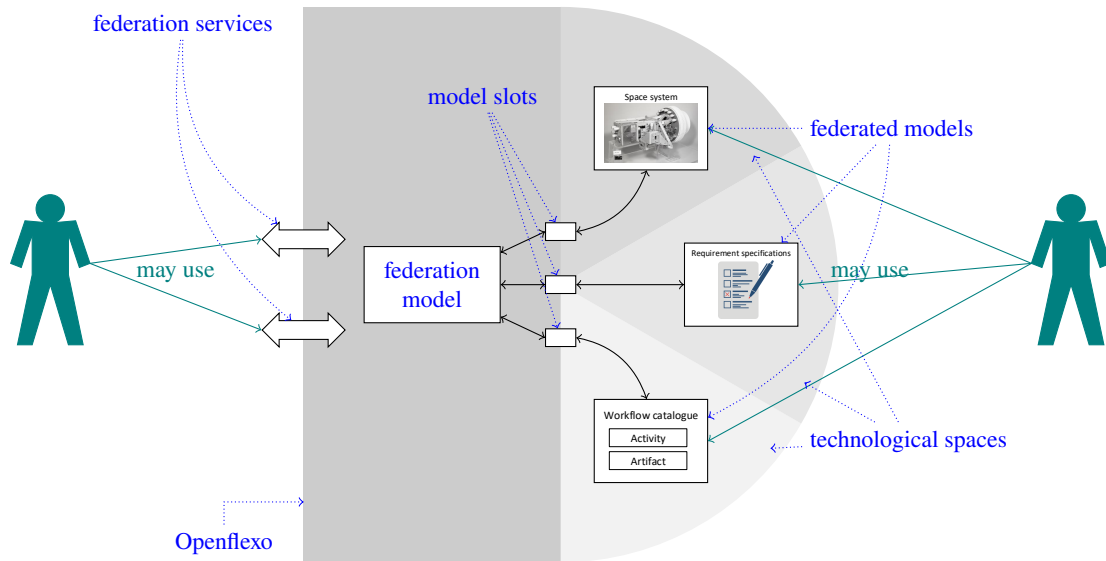 federation services
model slots
Space system
federated models
may use
federation
model
Requirement specifications
may use
Workflow catalogue
Activity
Artifact
technological spaces
Openflexo